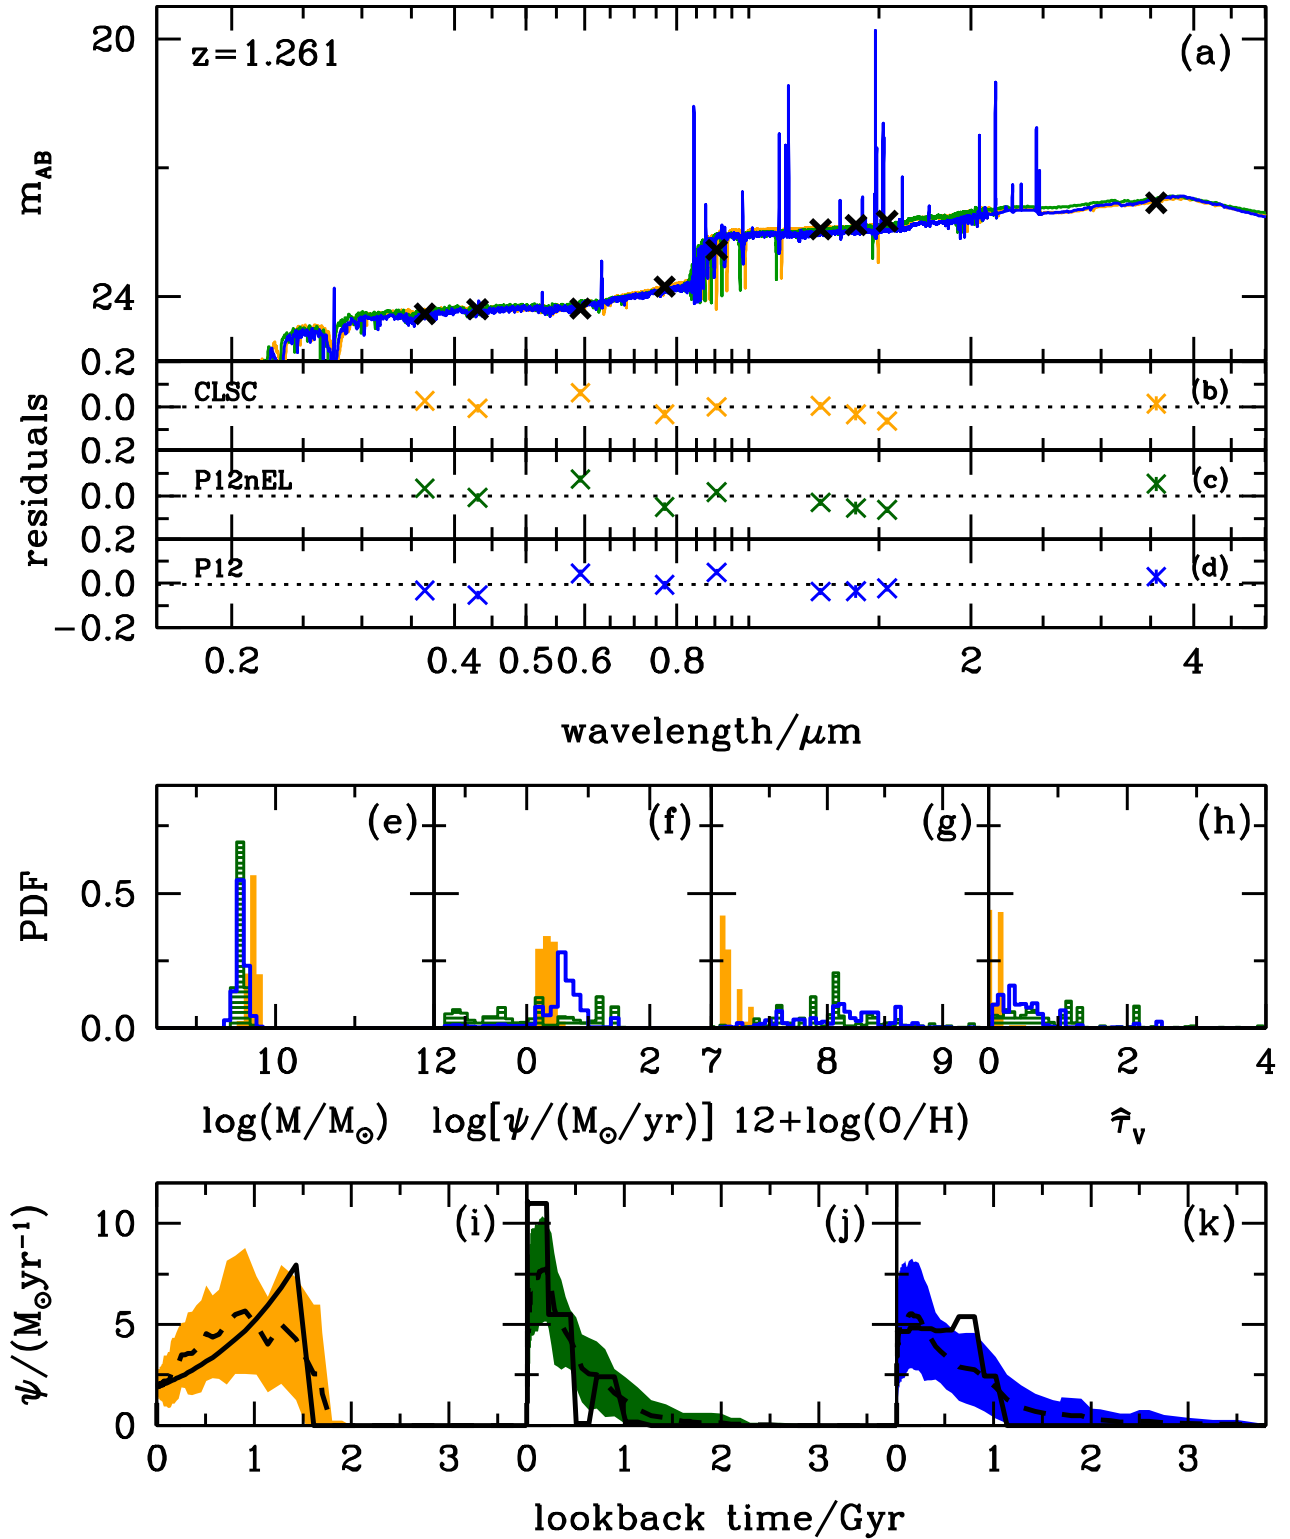 z=1.261
(a)
20
24
m_AB
0.2
CLSC
(b)
0.0
0.2
P12nEL
(c)
0.0
0.2
P12
(d)
0.0
−0.2
residuals
0.2 0.4 0.5 0.6 0.8 2 4
wavelength/μm
(e) (f) (g) (h)
0.5
0.0
PDF
10 12 0 2 7 8 9 0 2 4
log(M/M⊙) log[ψ/(M⊙/yr)] 12+log(O/H) τ̂_V
(i) (j) (k)
10
5
0
ψ/(M⊙yr⁻¹)
0 1 2 3 0 1 2 3 0 1 2 3
lookback time/Gyr